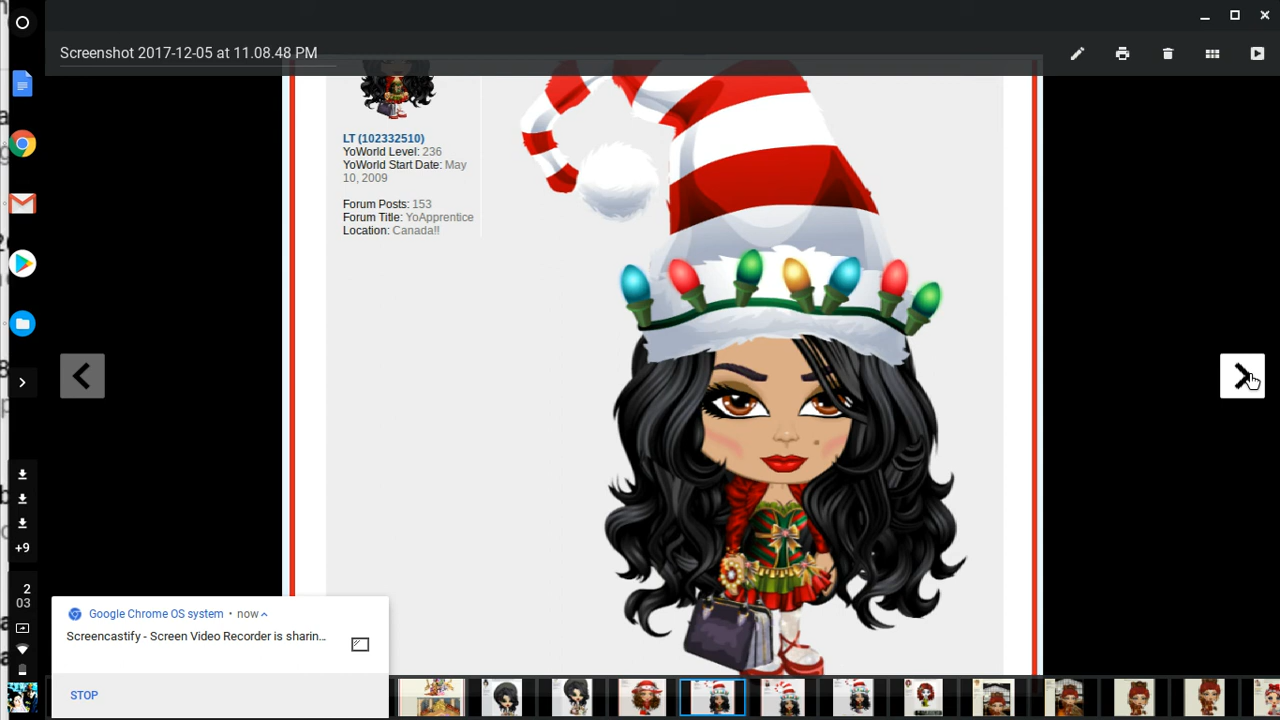 Screenshot 2017-12-05 at 11.08.48 PM
LT (102332510)
YoWorld Level: 236
YoWorld Start Date: May
10, 2009
Forum Posts: 153
Forum Title: YoApprentice
Location: Canada!!
+9
2
03
Google Chrome OS system • now
Screencastify - Screen Video Recorder is sharin...
STOP